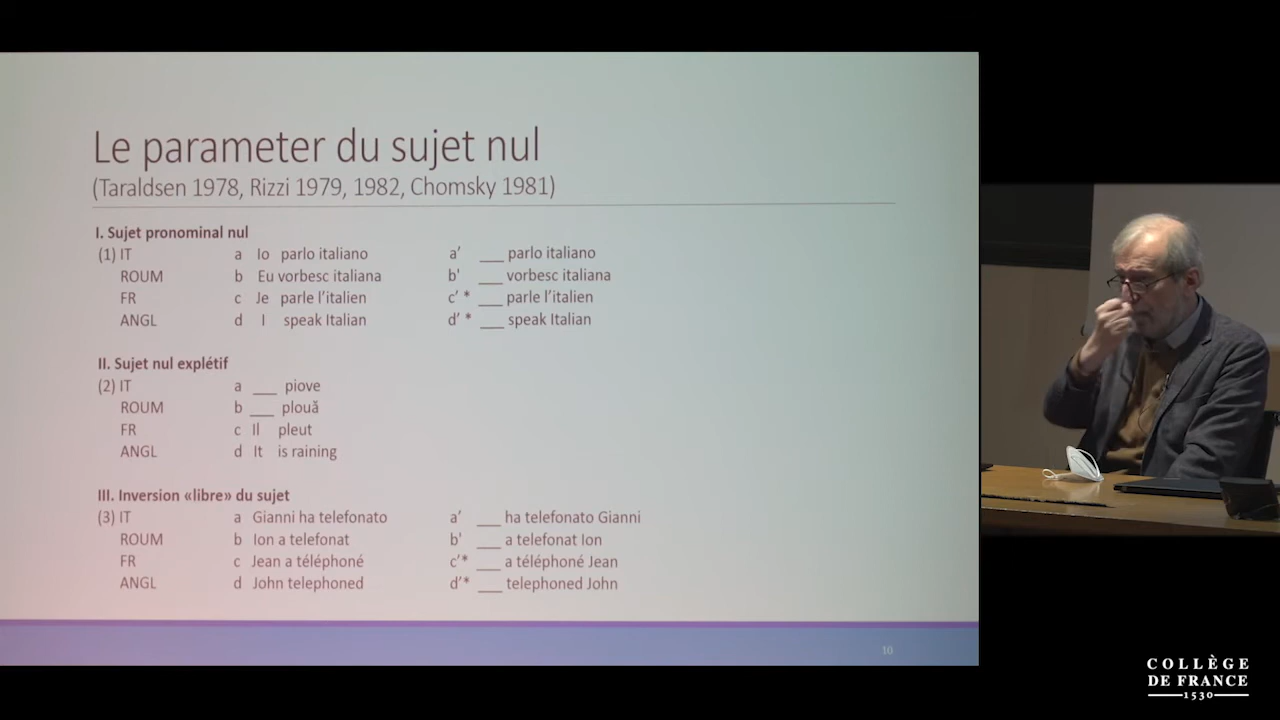 Le parameter du sujet nul
(Taraldsen 1978, Rizzi 1979, 1982, Chomsky 1981)
I. Sujet pronominal nul
(1) IT a Io parlo italiano a' ___ parlo italiano
ROUM b Eu vorbesc italiana b' ___ vorbesc italiana
FR c Je parle l'italien c' * ___ parle l'italien
ANGL d I speak Italian d' * ___ speak Italian
II. Sujet nul explétif
(2) IT a ___ piove
ROUM b ___ plouă
FR c Il pleut
ANGL d It is raining
III. Inversion «libre» du sujet
(3) IT a Gianni ha telefonato a' ___ ha telefonato Gianni
ROUM b Ion a telefonat b' ___ a telefonat Ion
FR c Jean a téléphoné c'* ___ a téléphoné Jean
ANGL d John telephoned d'* ___ telephoned John
10
COLLÈGE
DE FRANCE
1530